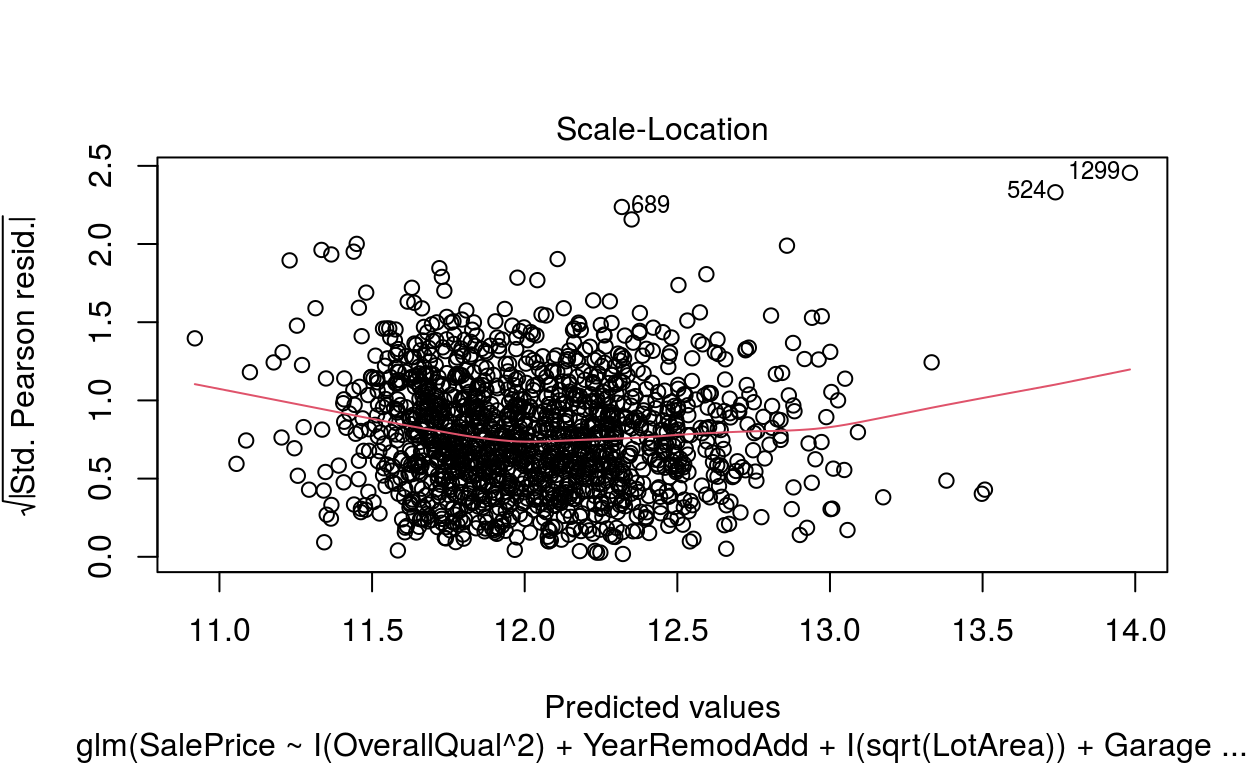 Scale-Location
√|Std. Pearson resid.|
2.5
2.0
1.5
1.0
0.5
0.0
1299
524
689
11.0 11.5 12.0 12.5 13.0 13.5 14.0
Predicted values
glm(SalePrice ~ I(OverallQual^2) + YearRemodAdd + I(sqrt(LotArea)) + Garage ...